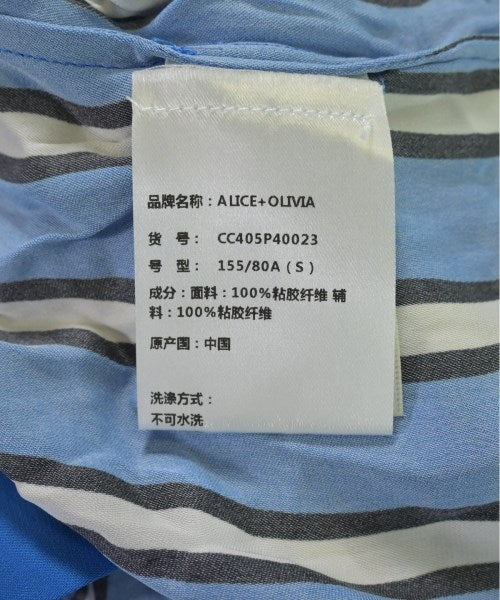 品牌名称：ALICE+OLIVIA
货 号： CC405P40023
号 型： 155/80A（S）
成分：面料：100%粘胶纤维 辅
料：100%粘胶纤维
原产国：中国
洗涤方式：
不可水洗